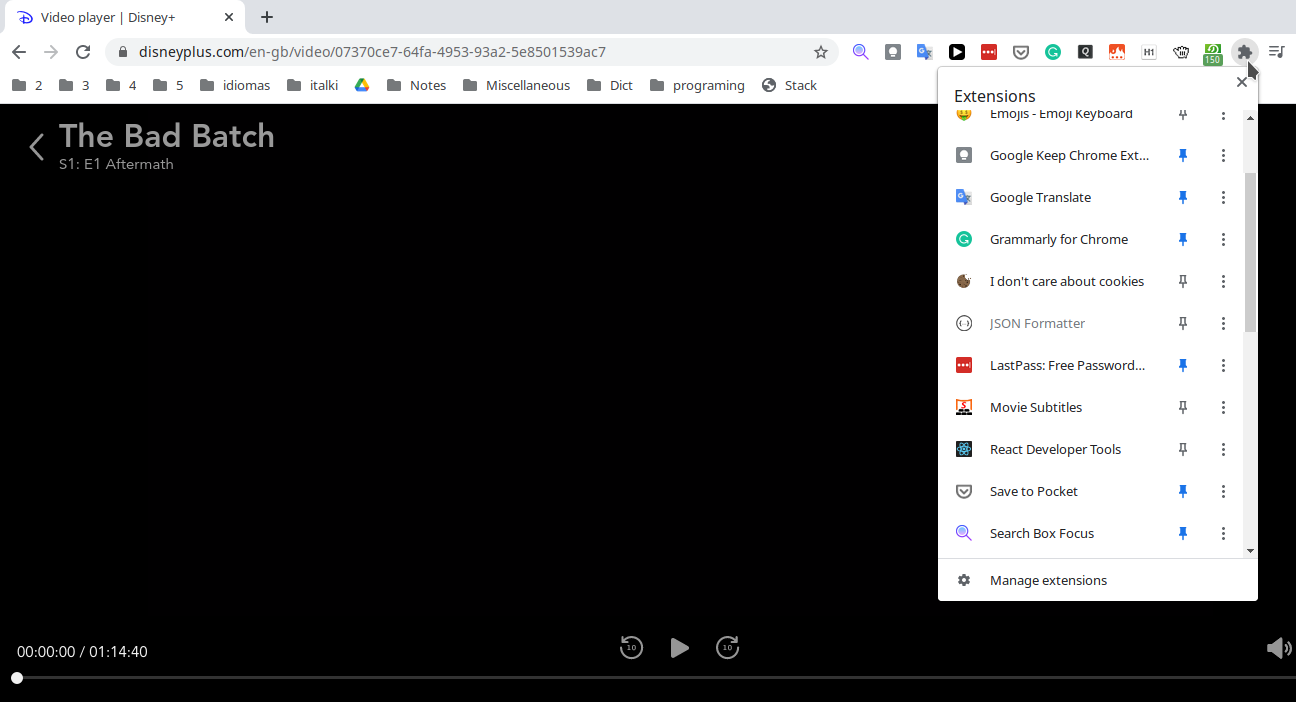 Video player | Disney+
disneyplus.com/en-gb/video/07370ce7-64fa-4953-93a2-5e8501539ac7
Q
H1
150
2
3
4
5
idiomas
italki
Notes
Miscellaneous
Dict
programing
Stack
The Bad Batch
S1: E1 Aftermath
Extensions
Emojis - Emoji Keyboard
Google Keep Chrome Ext...
Google Translate
Grammarly for Chrome
I don't care about cookies
JSON Formatter
LastPass: Free Password...
Movie Subtitles
React Developer Tools
Save to Pocket
Search Box Focus
Manage extensions
00:00:00 / 01:14:40
10
10